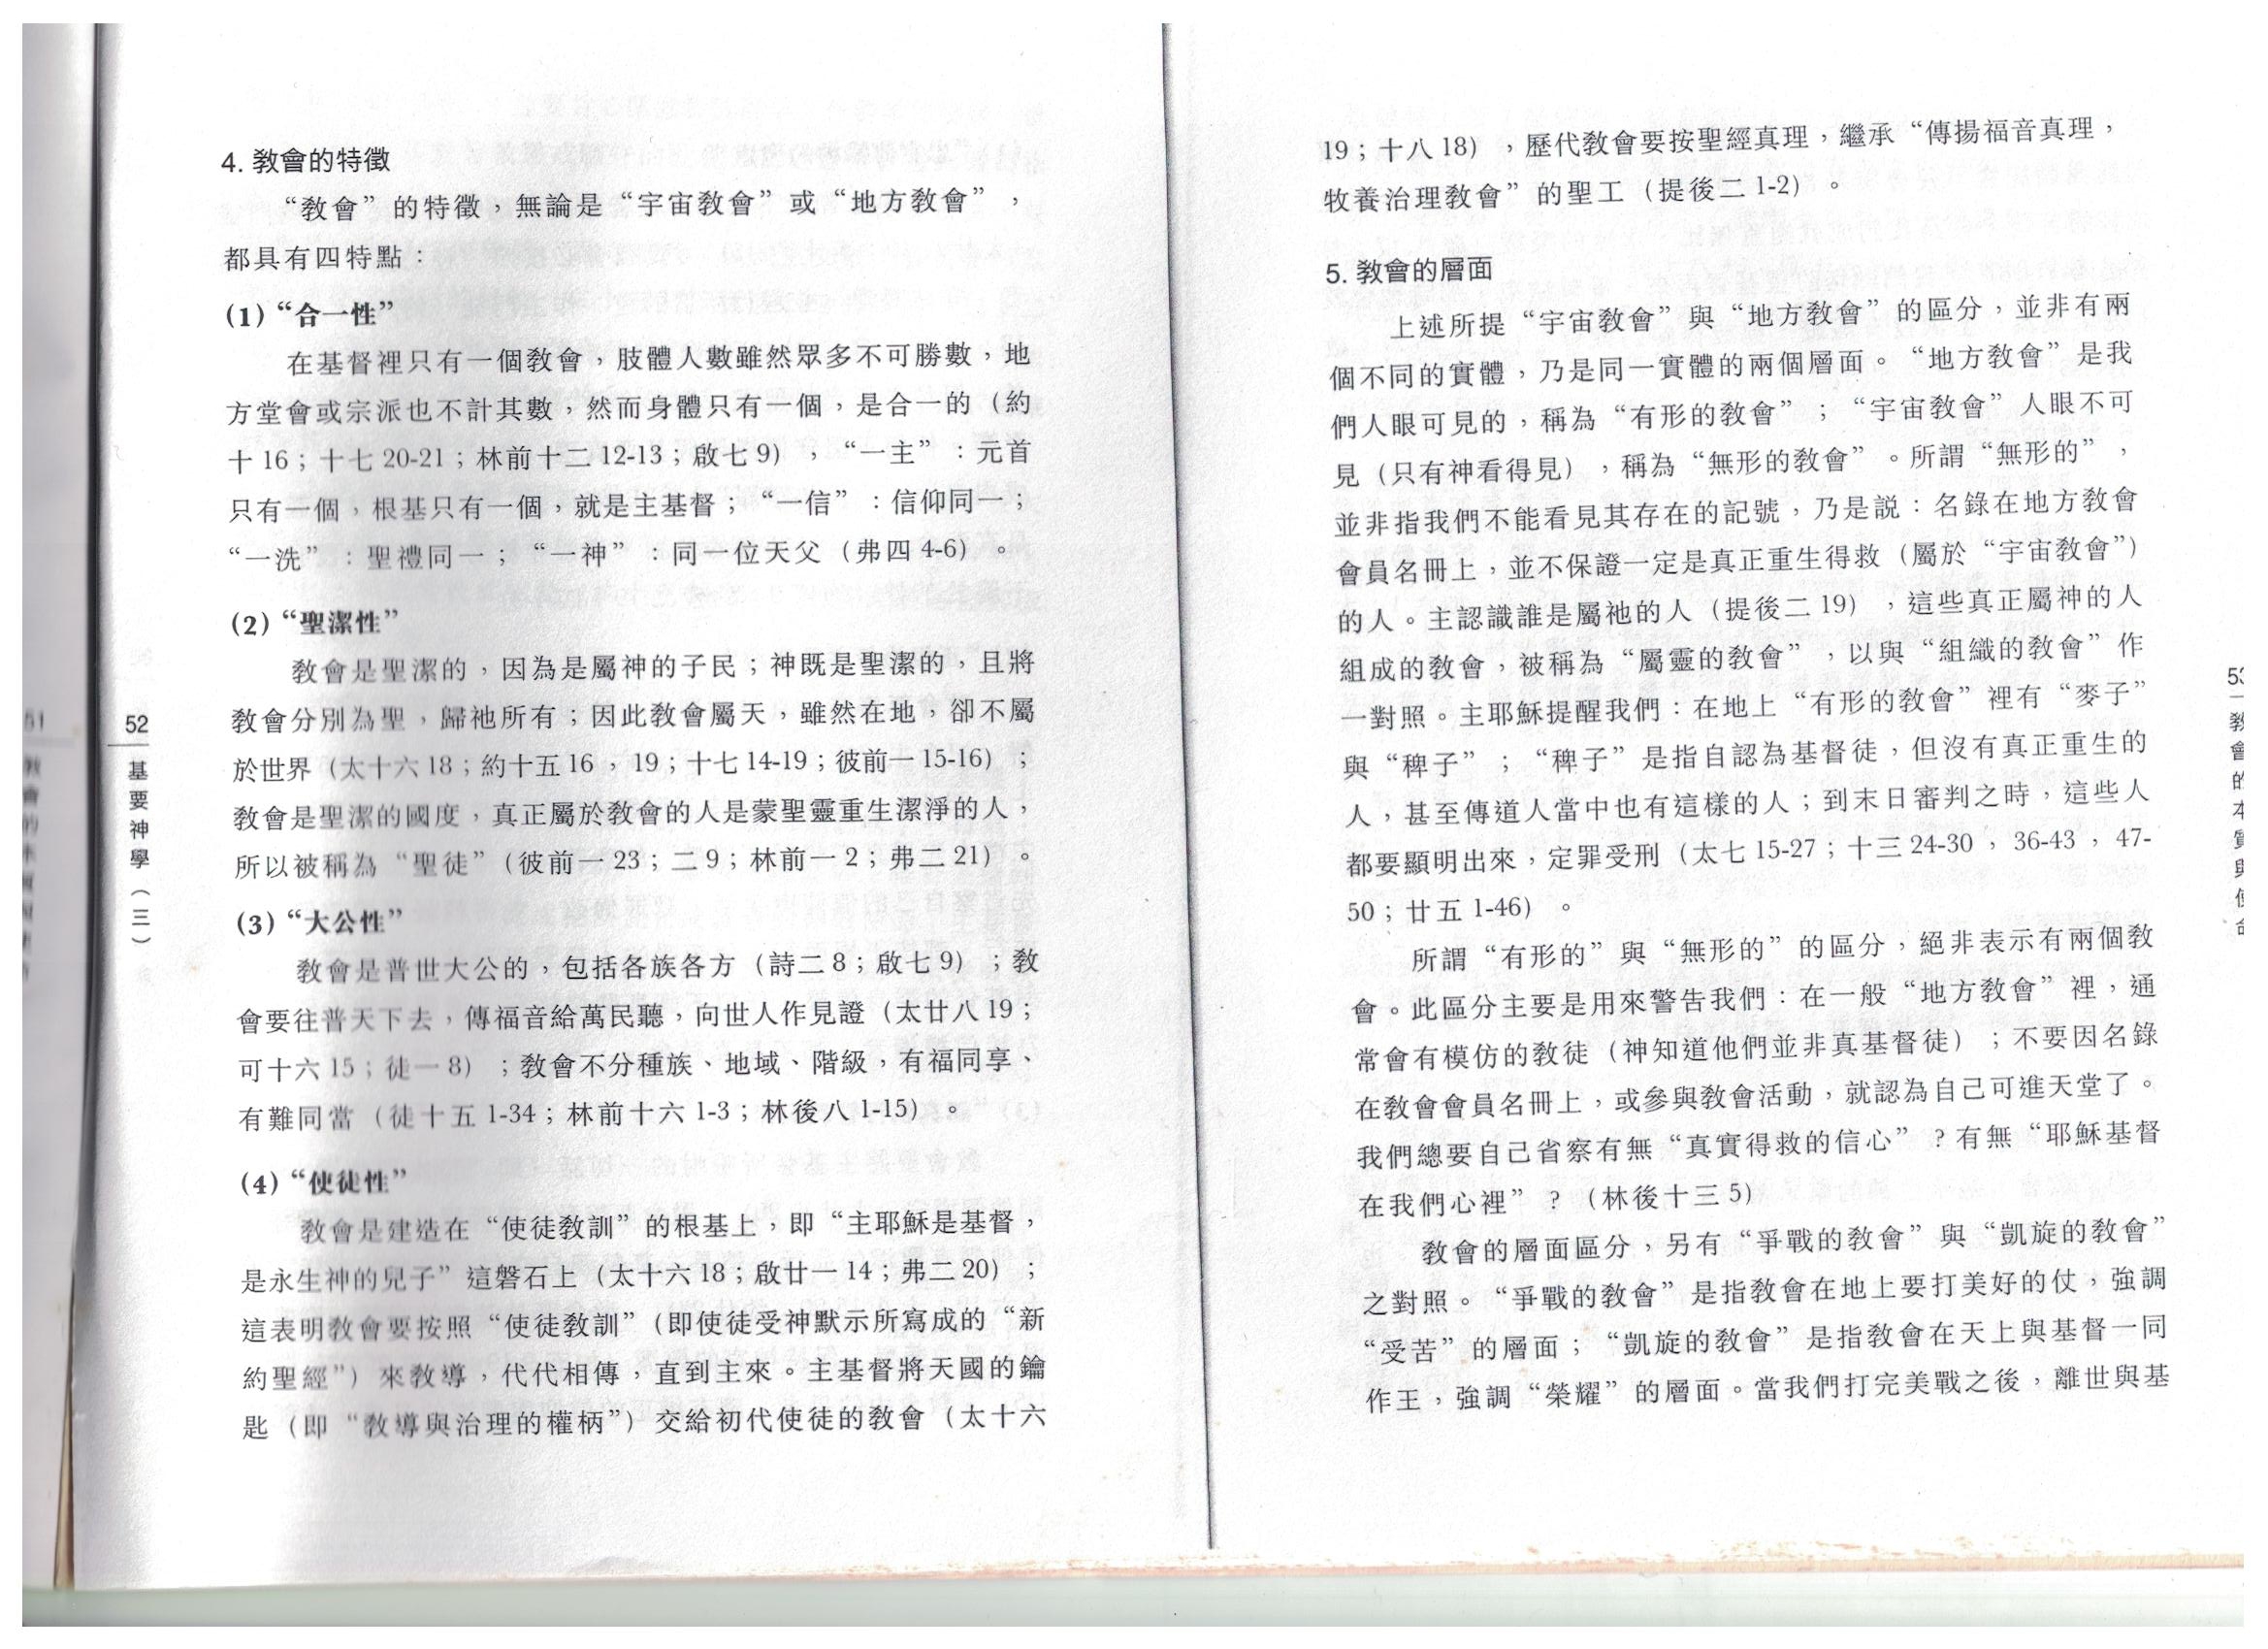 4. 教會的特徵
“教會”的特徵，無論是“宇宙教會”或“地方教會”，
都具有四特點：
(1) “合一性”
在基督裡只有一個教會，肢體人數雖然眾多不可勝數，地
方堂會或宗派也不計其數，然而身體只有一個，是合一的（約
十 16；十七 20-21；林前十二 12-13；啟七 9），“一主”：元首
只有一個，根基只有一個，就是主基督；“一信”：信仰同一；
“一洗”：聖禮同一；“一神”：同一位天父（弗四 4-6）。
(2) “聖潔性”
教會是聖潔的，因為是屬神的子民；神既是聖潔的，且將
教會分別為聖，歸祂所有；因此教會屬天，雖然在地，卻不屬
於世界（太十六 18；約十五 16，19；十七 14-19；彼前一 15-16）；
教會是聖潔的國度，真正屬於教會的人是蒙聖靈重生潔淨的人，
所以被稱為“聖徒”（彼前一 23；二 9；林前一 2；弗二 21）。
(3) “大公性”
教會是普世大公的，包括各族各方（詩二 8；啟七 9）；教
會要往普天下去，傳福音給萬民聽，向世人作見證（太廿八 19；
可十六 15；徒一 8）；教會不分種族、地域、階級，有福同享、
有難同當（徒十五 1-34；林前十六 1-3；林後八 1-15）。
(4) “使徒性”
教會是建造在“使徒教訓”的根基上，即“主耶穌是基督，
是永生神的兒子”這磐石上（太十六 18；啟廿一 14；弗二 20）；
這表明教會要按照“使徒教訓”（即使徒受神默示所寫成的“新
約聖經”）來教導，代代相傳，直到主來。主基督將天國的鑰
匙（即“教導與治理的權柄”）交給初代使徒的教會（太十六
52
基要神學（三）
51
19；十八 18），歷代教會要按聖經真理，繼承“傳揚福音真理，
牧養治理教會”的聖工（提後二 1-2）。
5. 教會的層面
上述所提“宇宙教會”與“地方教會”的區分，並非有兩
個不同的實體，乃是同一實體的兩個層面。“地方教會”是我
們人眼可見的，稱為“有形的教會”；“宇宙教會”人眼不可
見（只有神看得見），稱為“無形的教會”。所謂“無形的”，
並非指我們不能看見其存在的記號，乃是説：名錄在地方教會
會員名冊上，並不保證一定是真正重生得救（屬於“宇宙教會”）
的人。主認識誰是屬祂的人（提後二 19），這些真正屬神的人
組成的教會，被稱為“屬靈的教會”，以與“組織的教會”作
一對照。主耶穌提醒我們：在地上“有形的教會”裡有“麥子”
與“稗子”；“稗子”是指自認為基督徒，但沒有真正重生的
人，甚至傳道人當中也有這樣的人；到末日審判之時，這些人
都要顯明出來，定罪受刑（太七 15-27；十三 24-30，36-43，47-
50；廿五 1-46）。
所謂“有形的”與“無形的”的區分，絕非表示有兩個教
會。此區分主要是用來警告我們：在一般“地方教會”裡，通
常會有模仿的教徒（神知道他們並非真基督徒）；不要因名錄
在教會會員名冊上，或參與教會活動，就認為自己可進天堂了。
我們總要自己省察有無“真實得救的信心”？有無“耶穌基督
在我們心裡”？（林後十三 5）
教會的層面區分，另有“爭戰的教會”與“凱旋的教會”
之對照。“爭戰的教會”是指教會在地上要打美好的仗，強調
“受苦”的層面；“凱旋的教會”是指教會在天上與基督一同
作王，強調“榮耀”的層面。當我們打完美戰之後，離世與基
53
教會的本質與使命